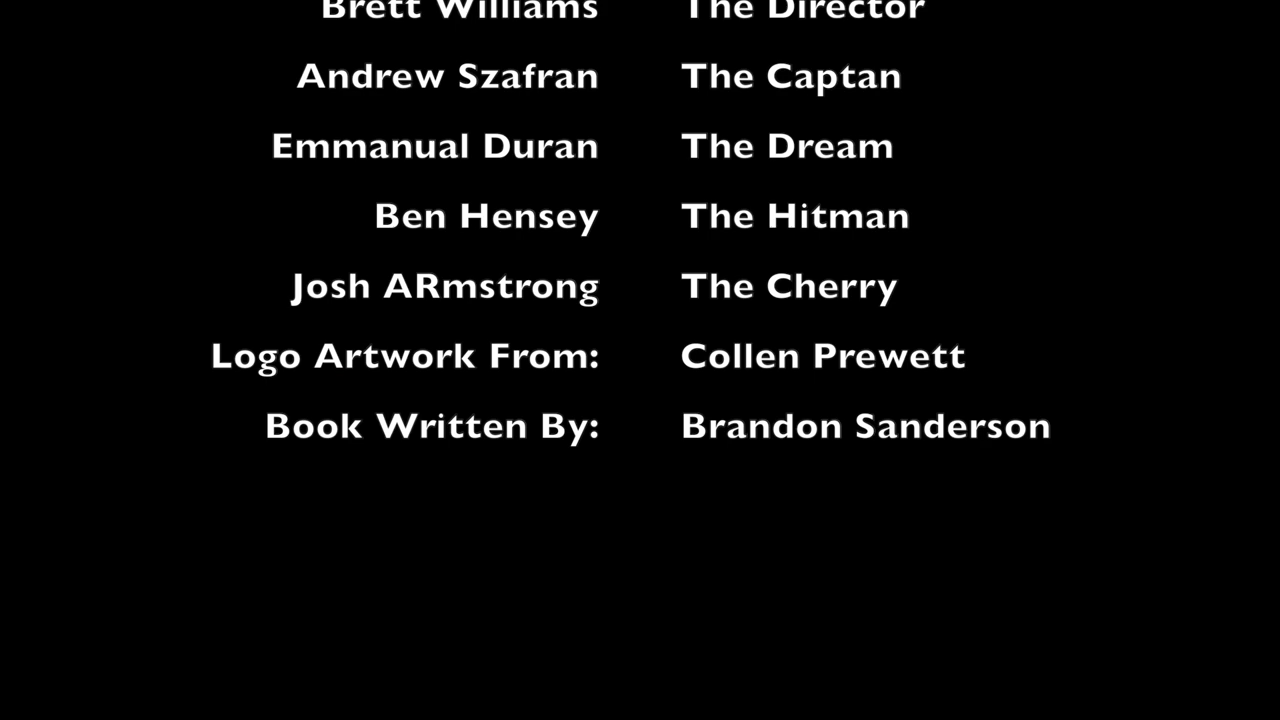 Brett Williams The Director
Andrew Szafran The Captan
Emmanual Duran The Dream
Ben Hensey The Hitman
Josh ARmstrong The Cherry
Logo Artwork From: Collen Prewett
Book Written By: Brandon Sanderson